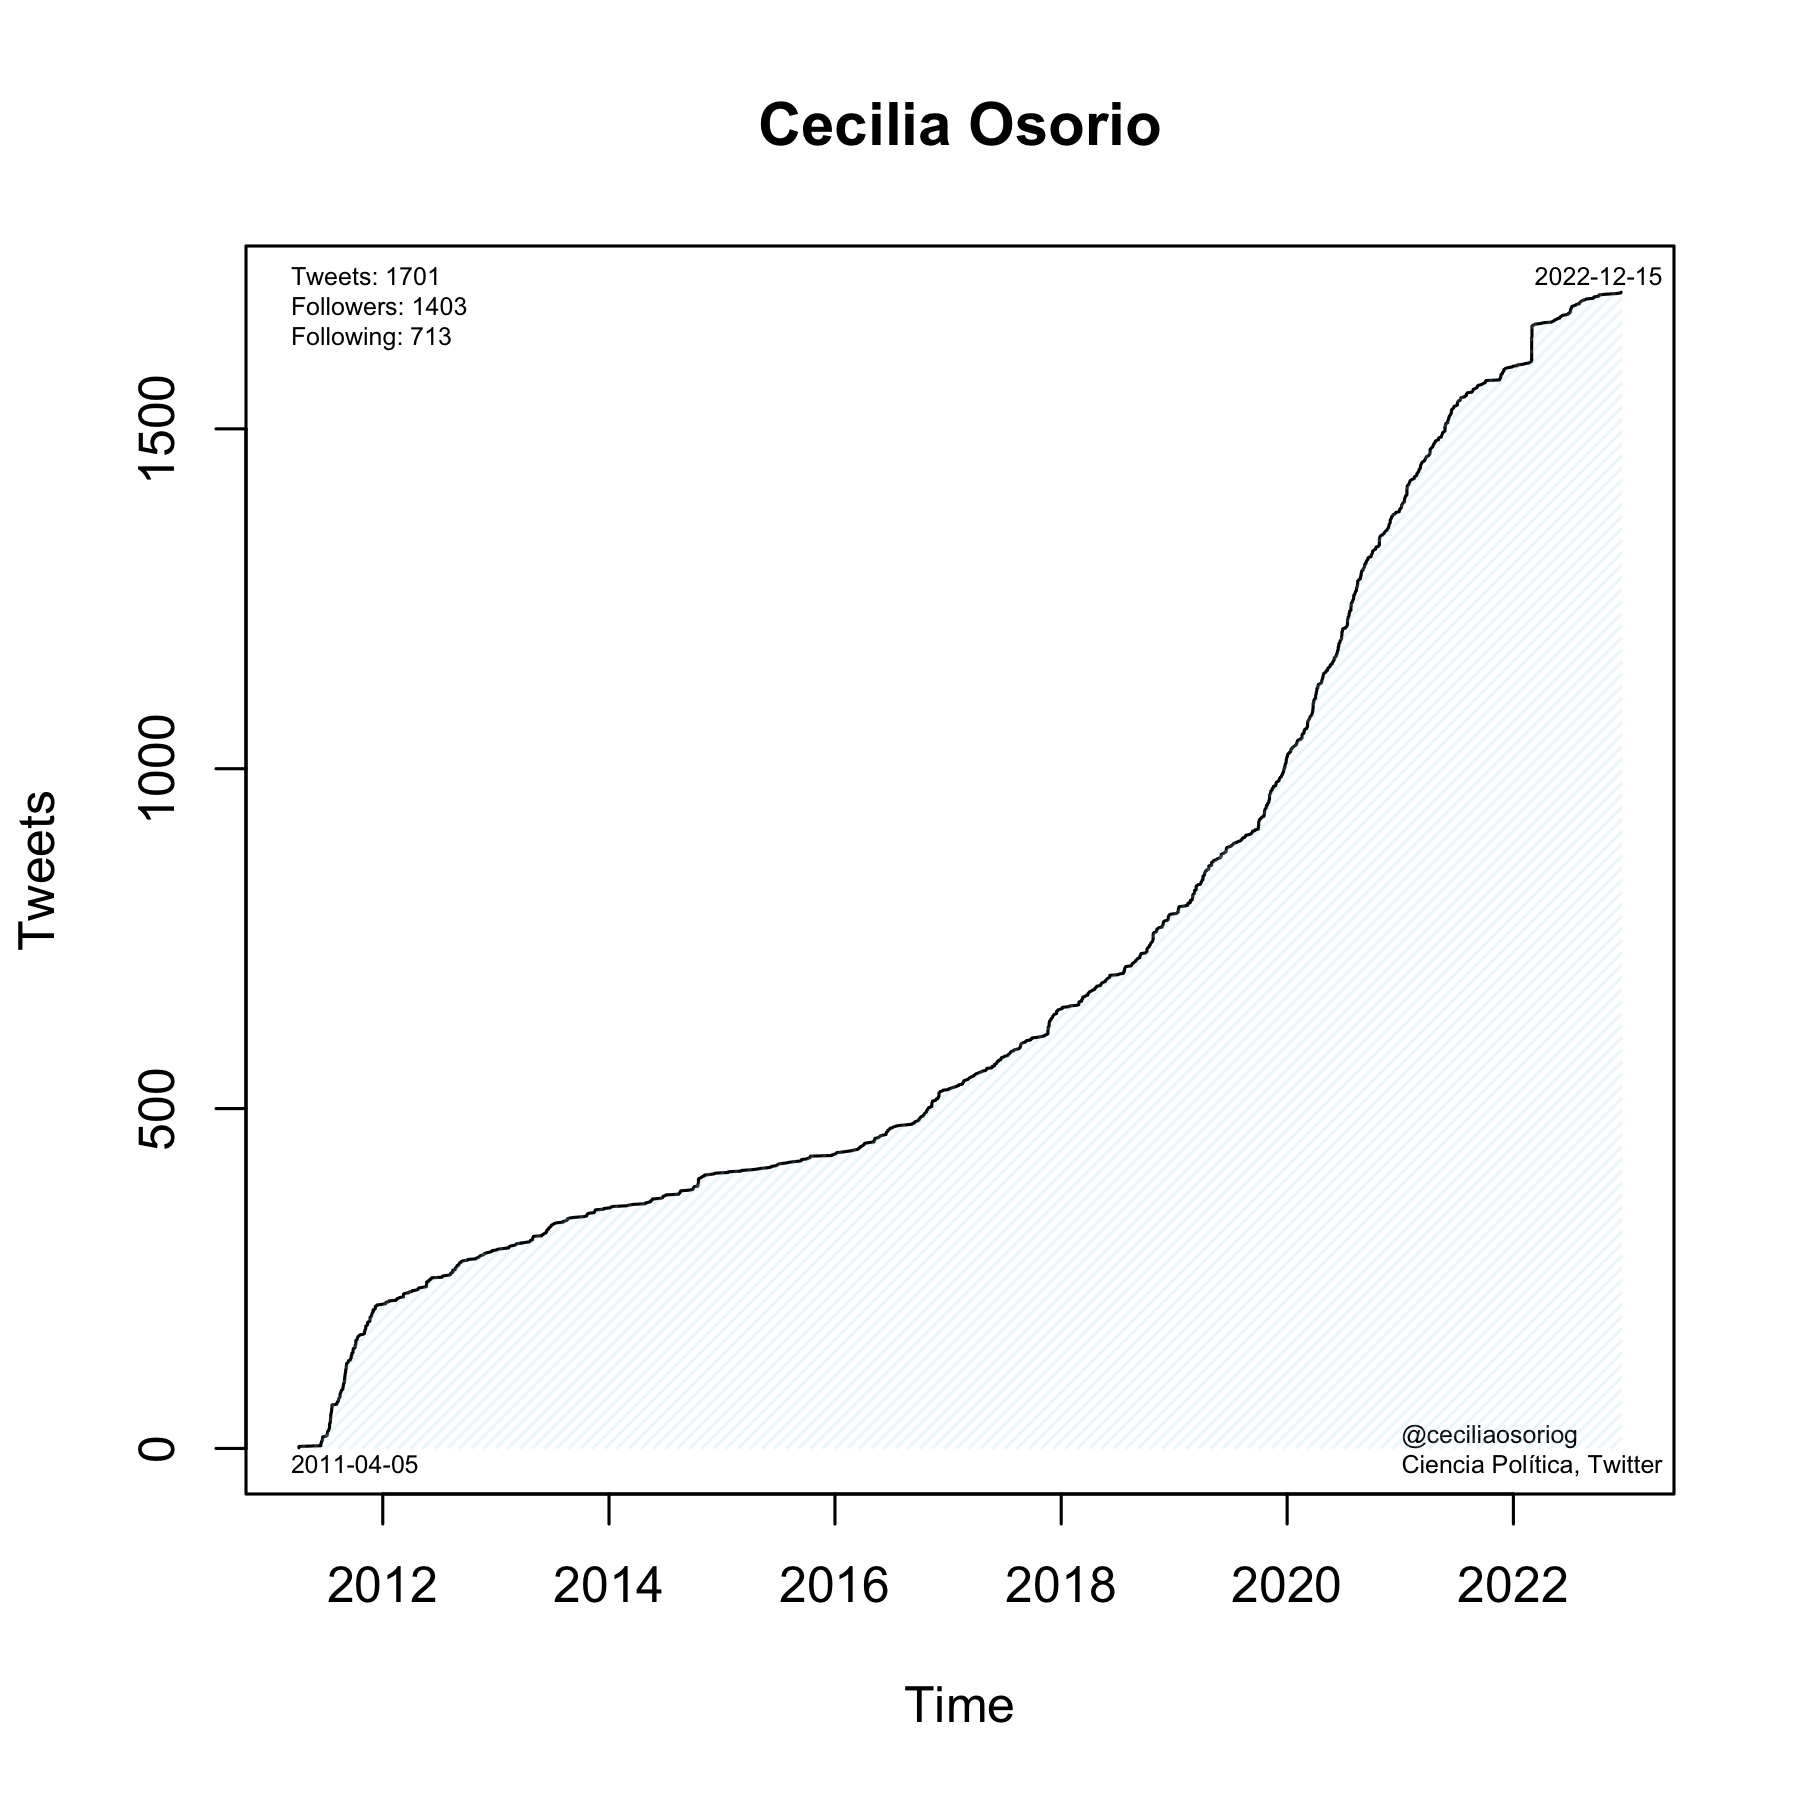 Cecilia Osorio
Tweets: 1701
Followers: 1403
Following: 713
2022-12-15
1500
1000
500
0
Tweets
2011-04-05
@ceciliaosoriog
Ciencia Política, Twitter
2012
2014
2016
2018
2020
2022
Time